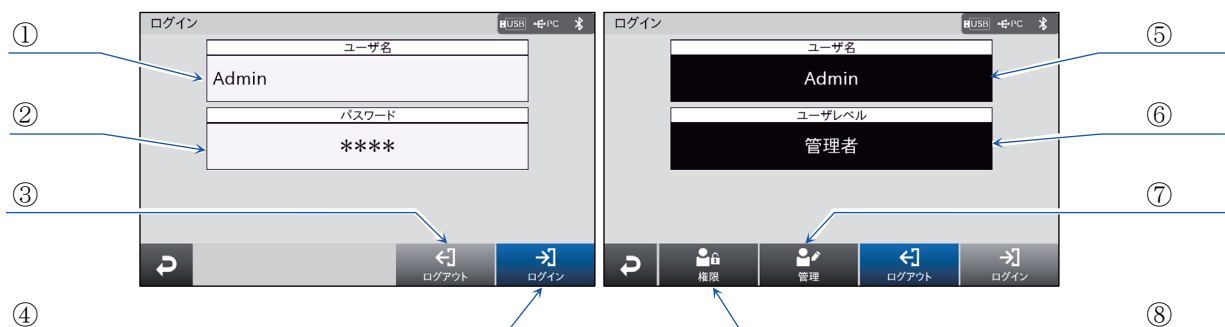 ① ログイン USB PC ログイン USB PC ⑤
ユーザ名 ユーザ名
Admin Admin
② パスワード ユーザレベル ⑥
**** 管理者
③ ⑦
ログアウト ログイン 権限 管理 ログアウト ログイン
④ ⑧